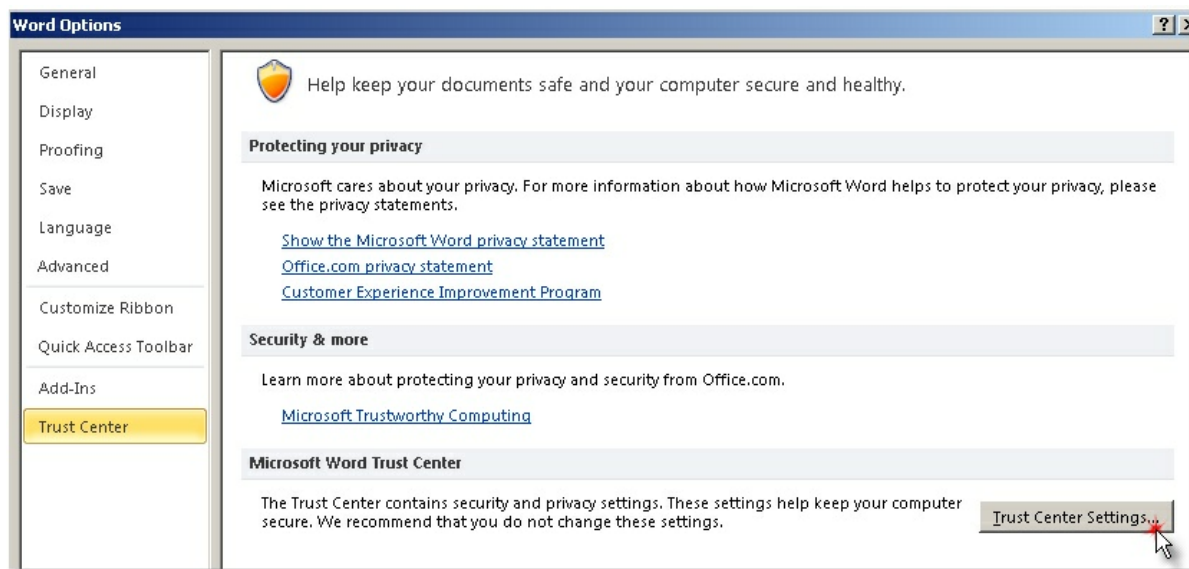 Word Options
General
Display
Proofing
Save
Language
Advanced
Customize Ribbon
Quick Access Toolbar
Add-Ins
Trust Center
Help keep your documents safe and your computer secure and healthy.
Protecting your privacy
Microsoft cares about your privacy. For more information about how Microsoft Word helps to protect your privacy, please
see the privacy statements.
Show the Microsoft Word privacy statement
Office.com privacy statement
Customer Experience Improvement Program
Security & more
Learn more about protecting your privacy and security from Office.com.
Microsoft Trustworthy Computing
Microsoft Word Trust Center
The Trust Center contains security and privacy settings. These settings help keep your computer
secure. We recommend that you do not change these settings.
Trust Center Settings...